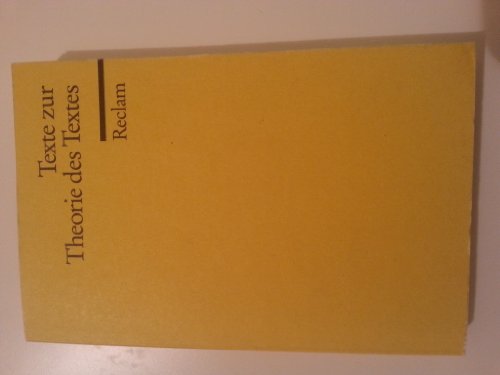 Texte zur
Theorie des Textes
Reclam